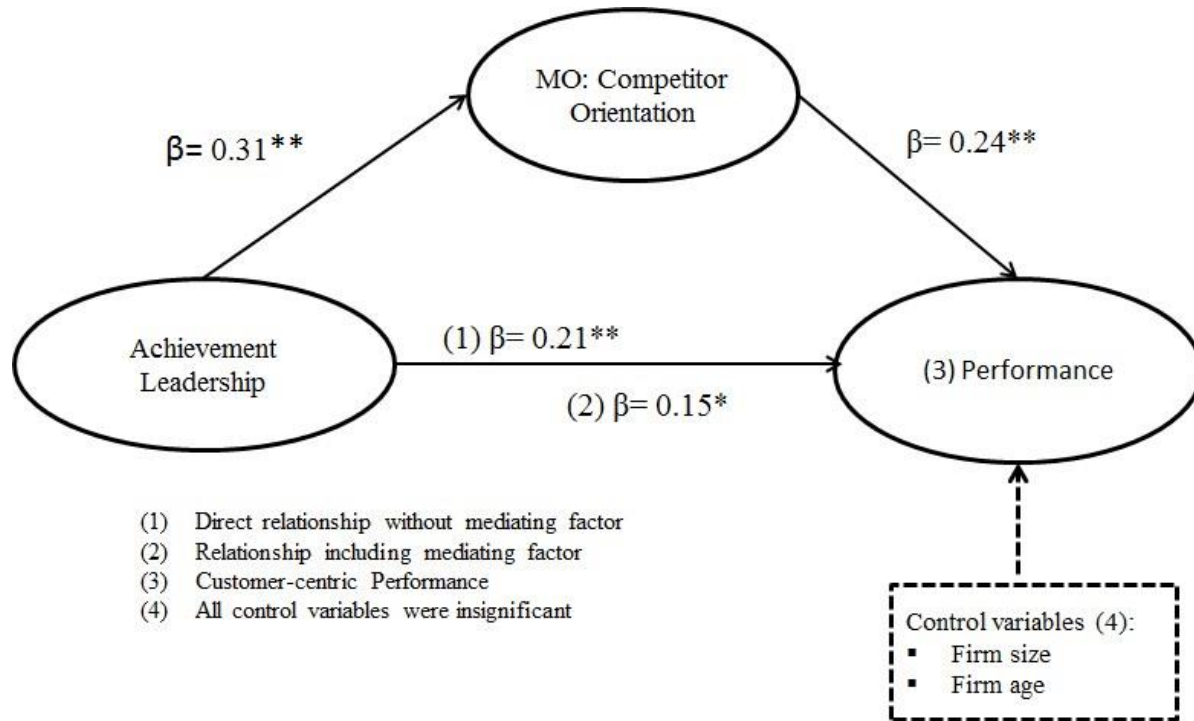 MO: Competitor
Orientation
β= 0.31**
β= 0.24**
Achievement
Leadership
(1) β= 0.21**
(2) β= 0.15*
(3) Performance
(1) Direct relationship without mediating factor
(2) Relationship including mediating factor
(3) Customer-centric Performance
(4) All control variables were insignificant
Control variables (4):
▪ Firm size
▪ Firm age